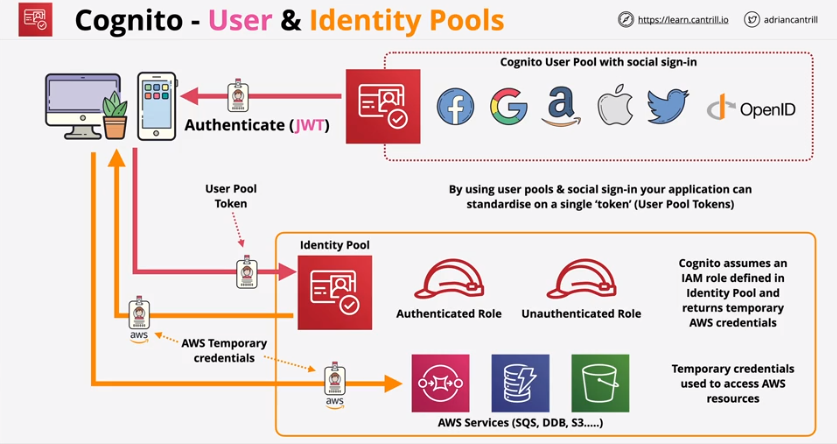 Cognito - User & Identity Pools
https://learn.cantrill.io
adriancantrill
Cognito User Pool with social sign-in
OpenID
Authenticate (JWT)
User Pool
Token
By using user pools & social sign-in your application can
standardise on a single ‘token’ (User Pool Tokens)
Identity Pool
Authenticated Role
Unauthenticated Role
Cognito assumes an
IAM role defined in
Identity Pool and
returns temporary
AWS credentials
aws
AWS Temporary
credentials
aws
AWS Services (SQS, DDB, S3.....)
Temporary credentials
used to access AWS
resources